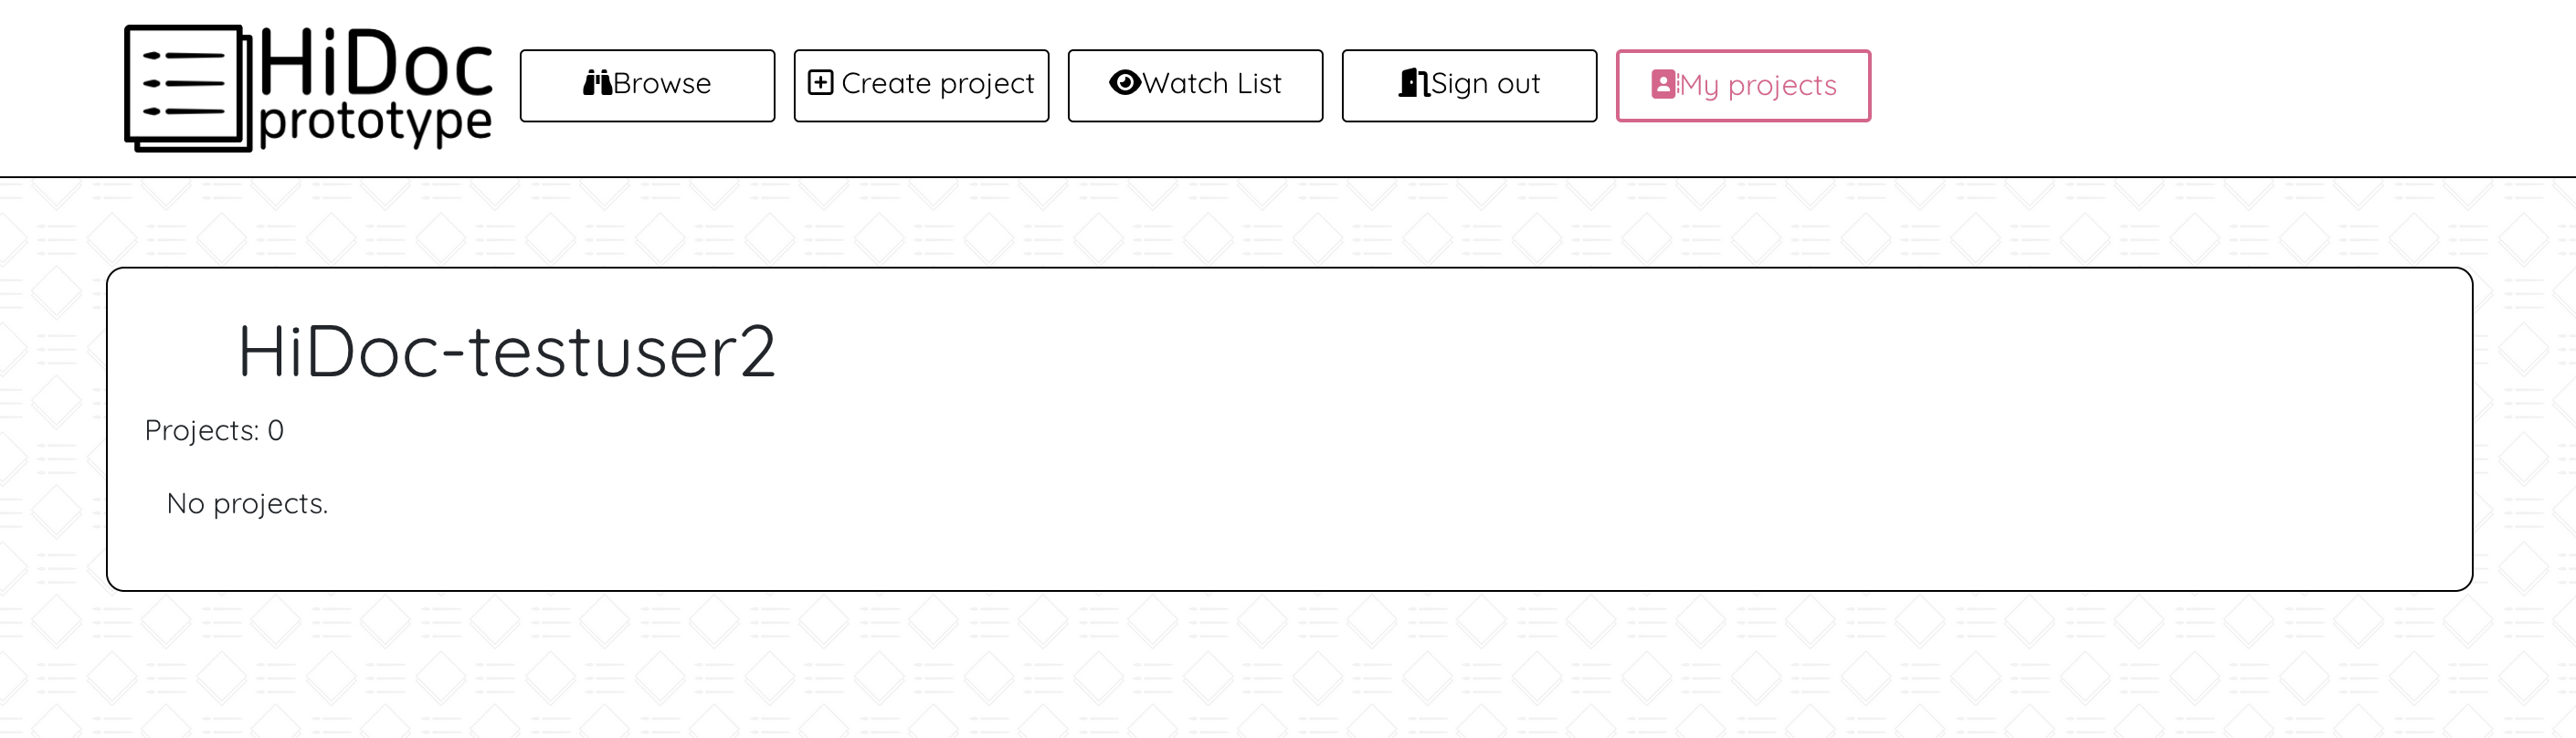 HiDoc
prototype
Browse
Create project
Watch List
Sign out
My projects
HiDoc-testuser2
Projects: 0
No projects.